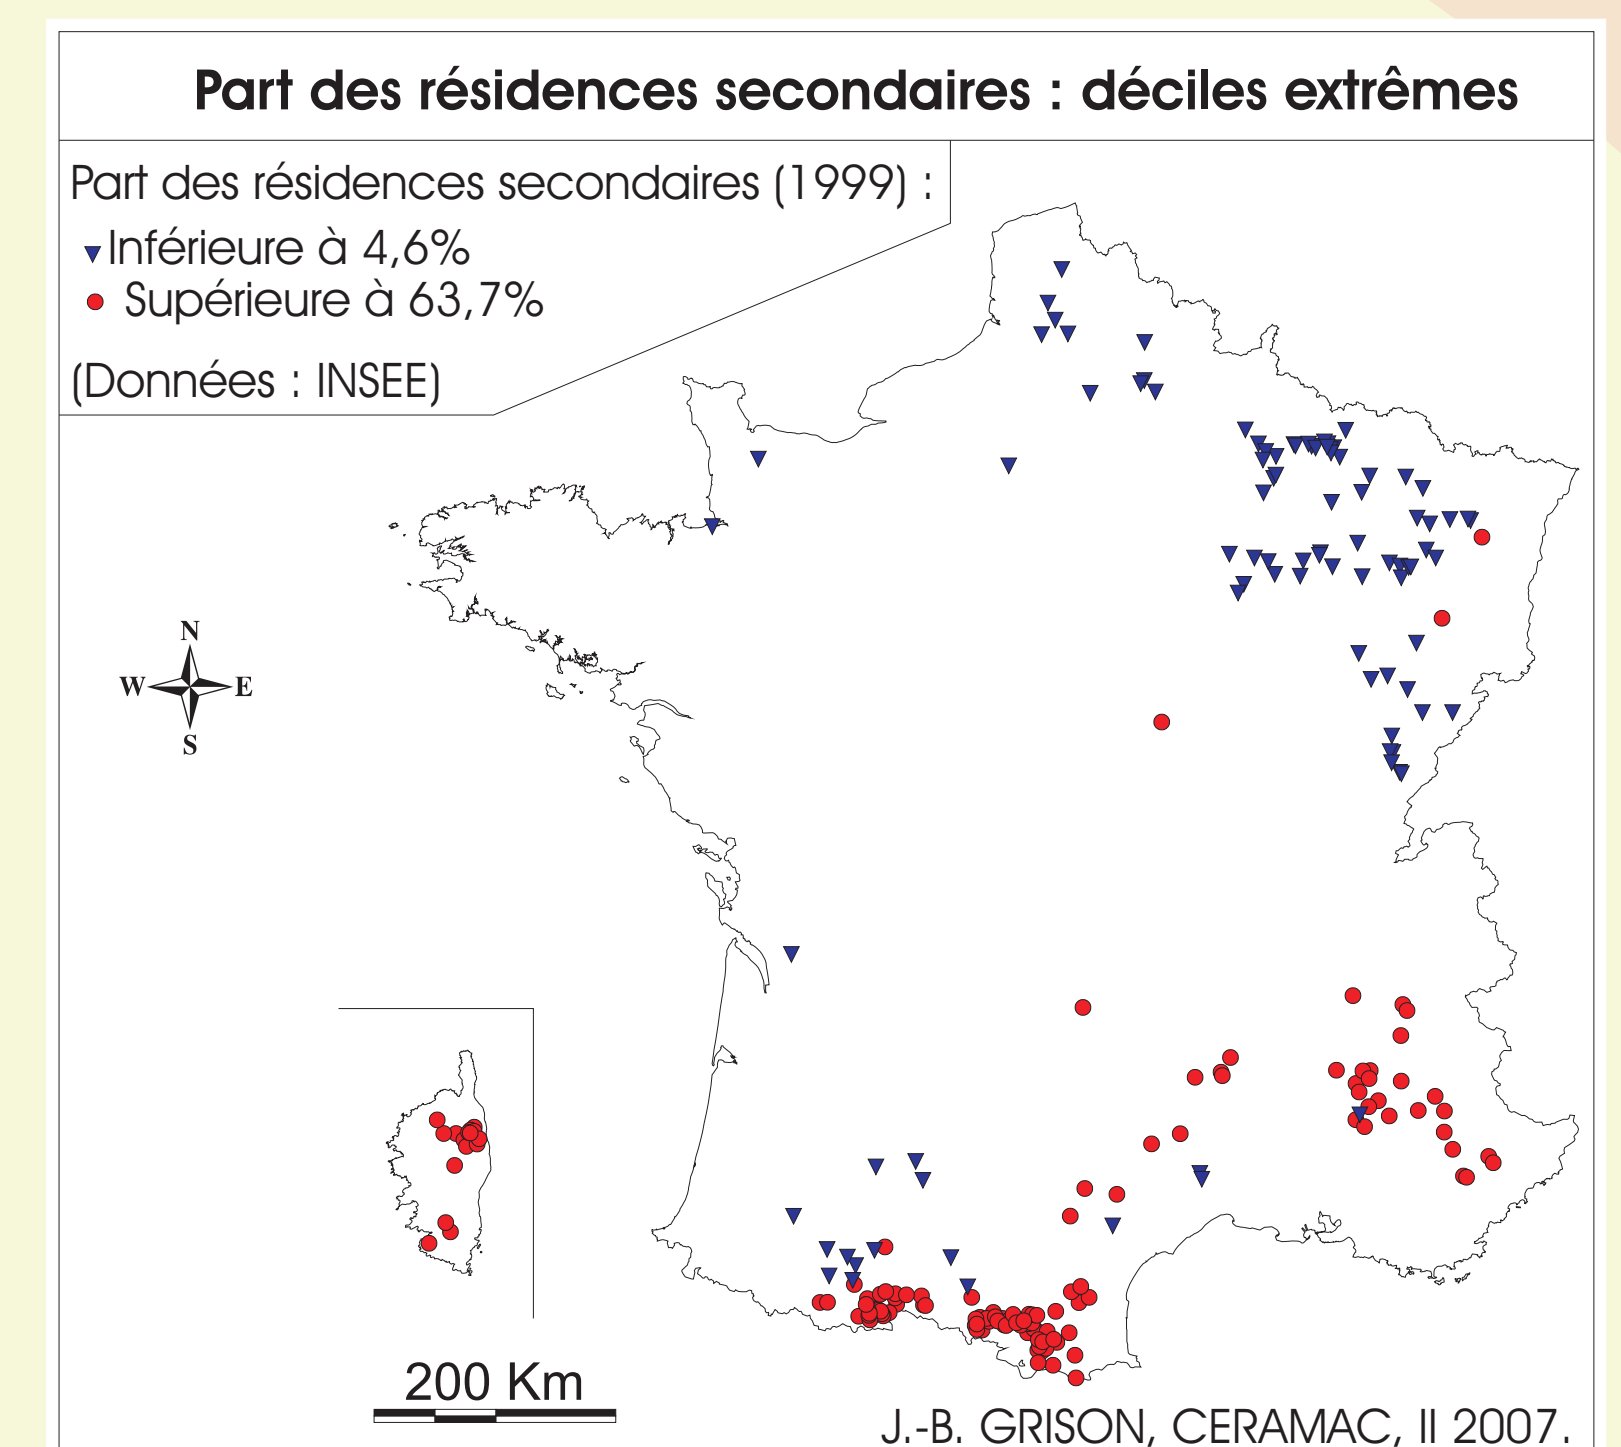 Part des résidences secondaires : déciles extrêmes
Part des résidences secondaires (1999) :
Inférieure à 4,6%
Supérieure à 63,7%
(Données : INSEE)
N
W E
S
200 Km
J.-B. GRISON, CERAMAC, II 2007.